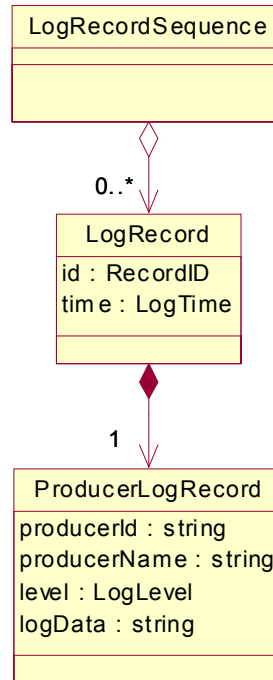 LogRecordSequence
0..*
LogRecord
id : RecordID
time : LogTime
1
ProducerLogRecord
producerId : string
producerName : string
level : LogLevel
logData : string